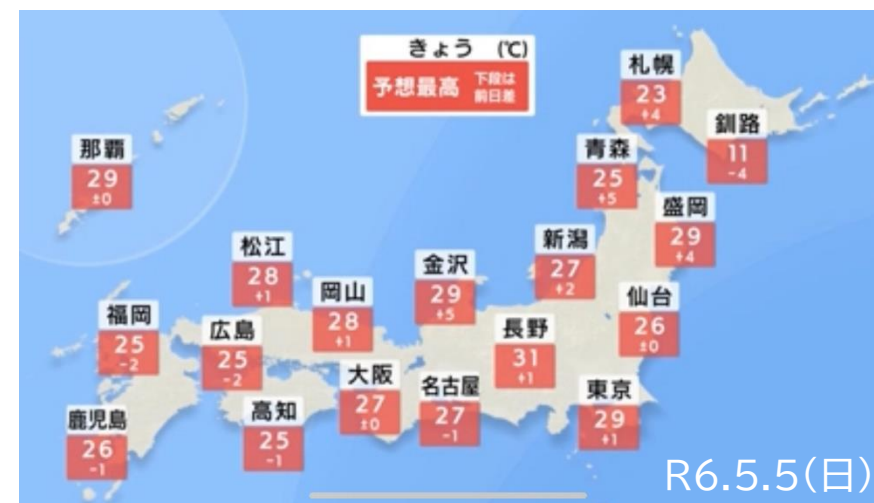 きょう (℃)
予想最高 下段は
前日差
札幌
23
+4
釧路
11
-4
那覇
29
±0
青森
25
+5
盛岡
29
+4
松江
28
+1
新潟
27
+2
金沢
29
+5
岡山
28
+1
仙台
26
±0
福岡
25
-2
広島
25
-2
長野
31
+1
大阪
27
±0
名古屋
27
-1
東京
29
+1
高知
25
-1
鹿児島
26
-1
R6.5.5(日)